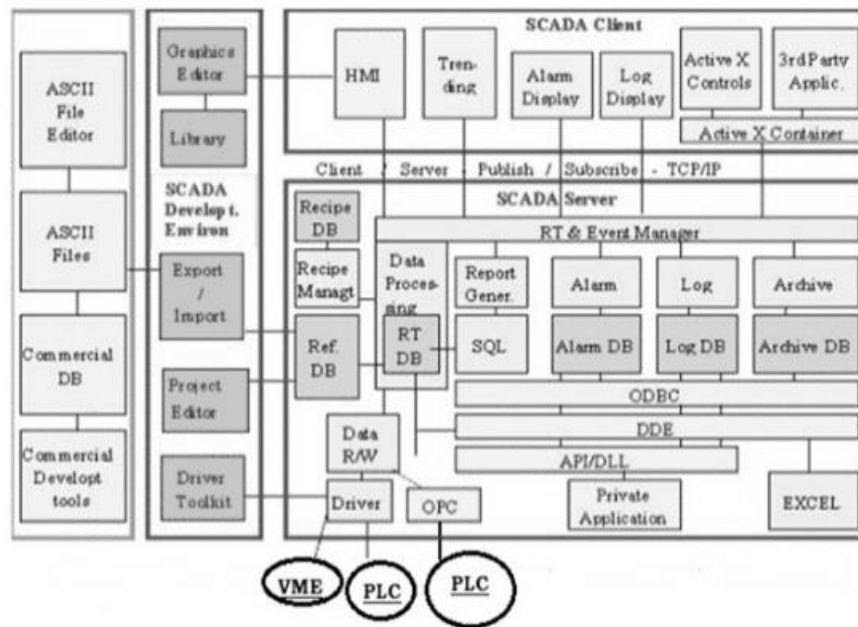 ASCII
File
Editor
ASCII
Files
Commercial
DB
Commercial
Developt
tools
Graphics
Editor
Library
SCADA
Developt.
Environ
Export
/
Import
Project
Editor
Driver
Toolkit
SCADA Client
HMI
Tren-
ding
Alarm
Display
Log
Display
Active X
Controls
3rd Party
Applic.
Active X Container
Client / Server - Publish / Subscribe - TCP/IP
SCADA Server
Recipe
DB
RT & Event Manager
Recipe
Managt
Data
Proces-
sing
Report
Gener.
Alarm
Log
Archive
Ref.
DB
RT
DB
SQL
Alarm DB
Log DB
Archive DB
ODBC
DDE
Data
R/W
API/DLL
Driver
OPC
Private
Application
EXCEL
VME
PLC
PLC